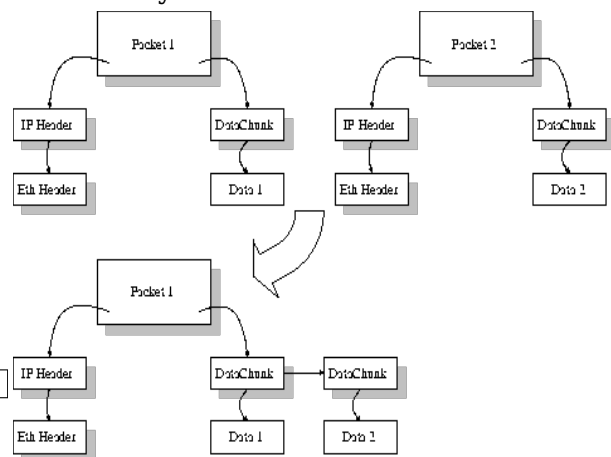 Packet 1
Packet 2
IP Header
DataChunk
IP Header
DataChunk
Eth Header
Data 1
Eth Header
Data 2
Packet 1
IP Header
DataChunk
DataChunk
Eth Header
Data 1
Data 2